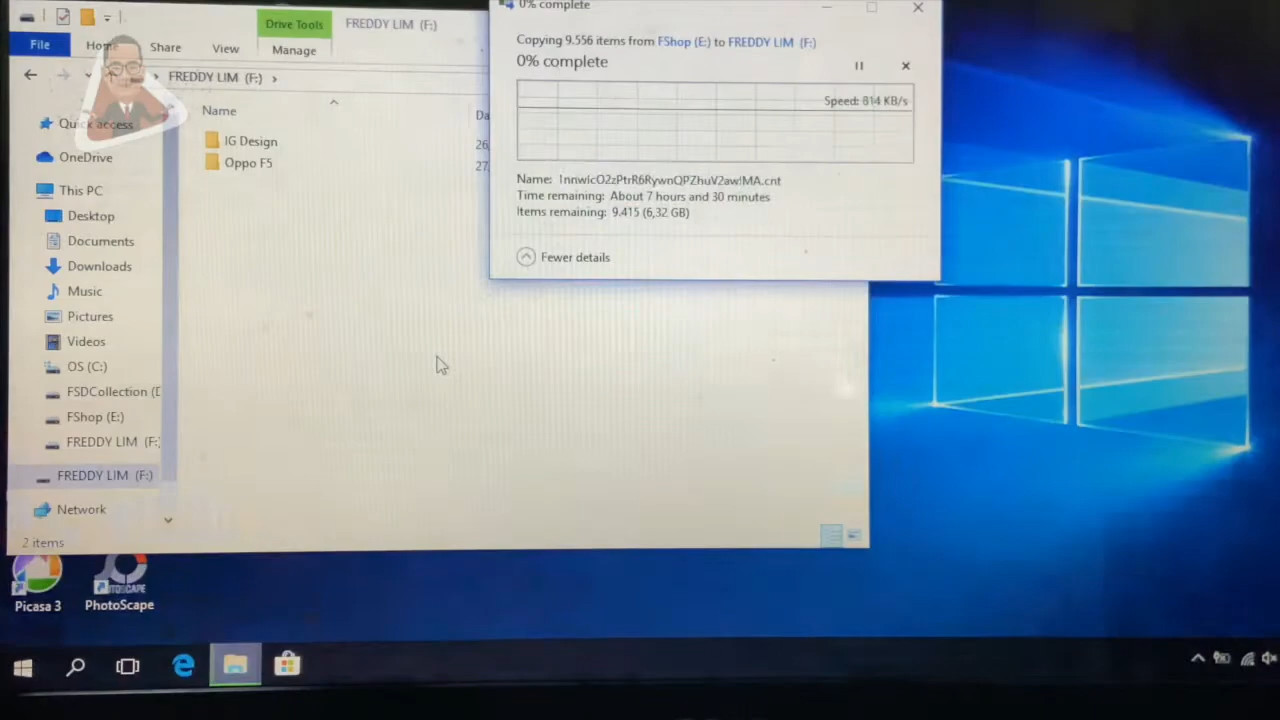 Drive Tools
FREDDY LIM (F:)
File
Home
Share
View
Manage
FREDDY LIM (F:)
Name
Da
Quick access
IG Design
26
OneDrive
Oppo F5
27
This PC
Desktop
Documents
Downloads
Music
Pictures
Videos
OS (C:)
FSDCollection (D
FShop (E:)
FREDDY LIM (F:
FREDDY LIM (F:)
Network
2 items
0% complete
Copying 9.556 items from FShop (E:) to FREDDY LIM (F:)
0% complete
Speed: 814 KB/s
Name:
Time remaining: About 7 hours and 30 minutes
Items remaining: 9.415 (6,32 GB)
Fewer details
Picasa 3
PhotoScape